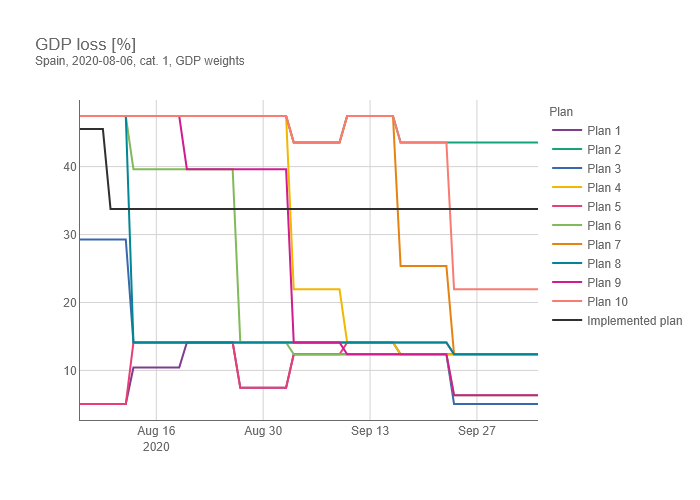 GDP loss [%]
Spain, 2020-08-06, cat. 1, GDP weights
Plan
Plan 1
Plan 2
Plan 3
Plan 4
Plan 5
Plan 6
Plan 7
Plan 8
Plan 9
Plan 10
Implemented plan
40
30
20
10
Aug 16
2020
Aug 30
Sep 13
Sep 27